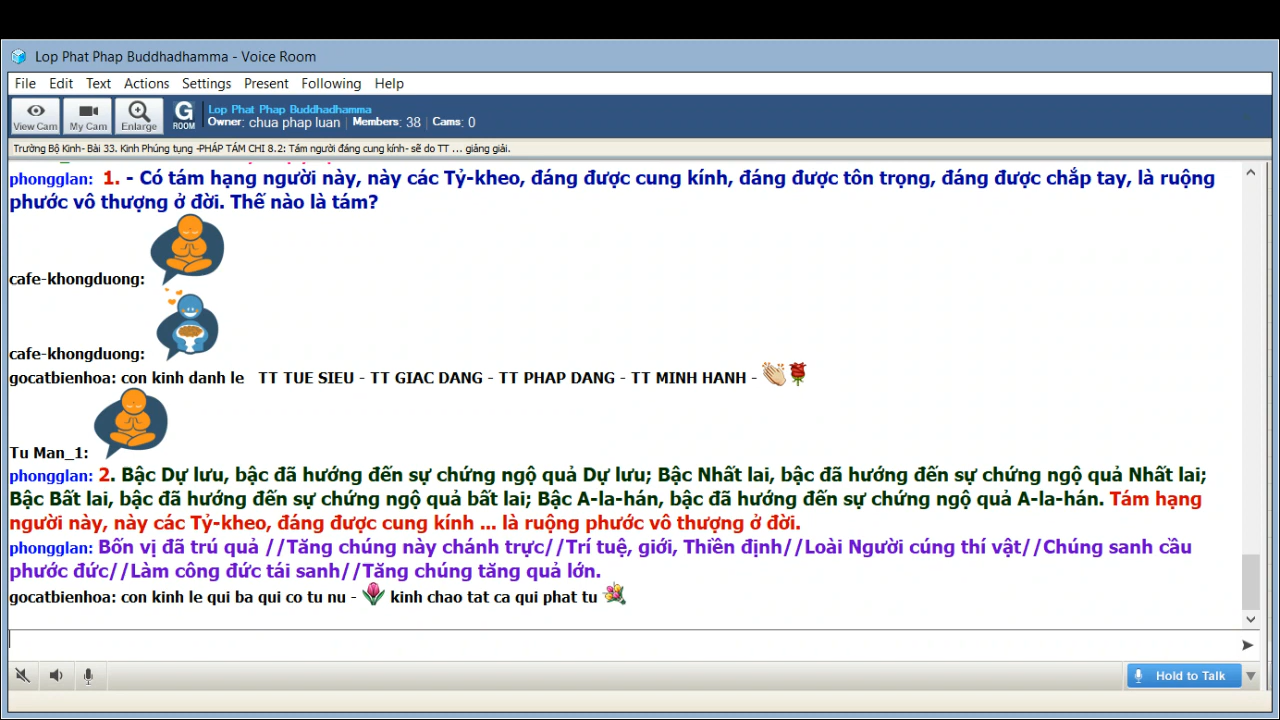 Lop Phat Phap Buddhadhamma - Voice Room
File Edit Text Actions Settings Present Following Help
View Cam My Cam Enlarge G ROOM Lop Phat Phap Buddhadhamma
Owner: chua phap luan | Members: 38 | Cams: 0
Trường Bộ Kinh- Bài 33. Kinh Phúng tụng -PHÁP TÁM CHI 8.2: Tám người đáng cung kính- sẽ do TT ... giảng giải.
phongglan: 1. - Có tám hạng người này, này các Tỷ-kheo, đáng được cung kính, đáng được tôn trọng, đáng được chắp tay, là ruộng
phước vô thượng ở đời. Thế nào là tám?
cafe-khongduong:
cafe-khongduong:
gocatbienhoa: con kinh danh le TT TUE SIEU - TT GIAC DANG - TT PHAP DANG - TT MINH HANH -
Tu Man_1:
phongglan: 2. Bậc Dự lưu, bậc đã hướng đến sự chứng ngộ quả Dự lưu; Bậc Nhất lai, bậc đã hướng đến sự chứng ngộ quả Nhất lai;
Bậc Bất lai, bậc đã hướng đến sự chứng ngộ quả bất lai; Bậc A-la-hán, bậc đã hướng đến sự chứng ngộ quả A-la-hán. Tám hạng
người này, này các Tỷ-kheo, đáng được cung kính ... là ruộng phước vô thượng ở đời.
phongglan: Bốn vị đã trú quả //Tăng chúng này chánh trực//Trí tuệ, giới, Thiền định//Loài Người cúng thí vật//Chúng sanh cầu
phước đức//Làm công đức tái sanh//Tăng chúng tăng quả lớn.
gocatbienhoa: con kinh le qui ba qui co tu nu - kinh chao tat ca qui phat tu
Hold to Talk